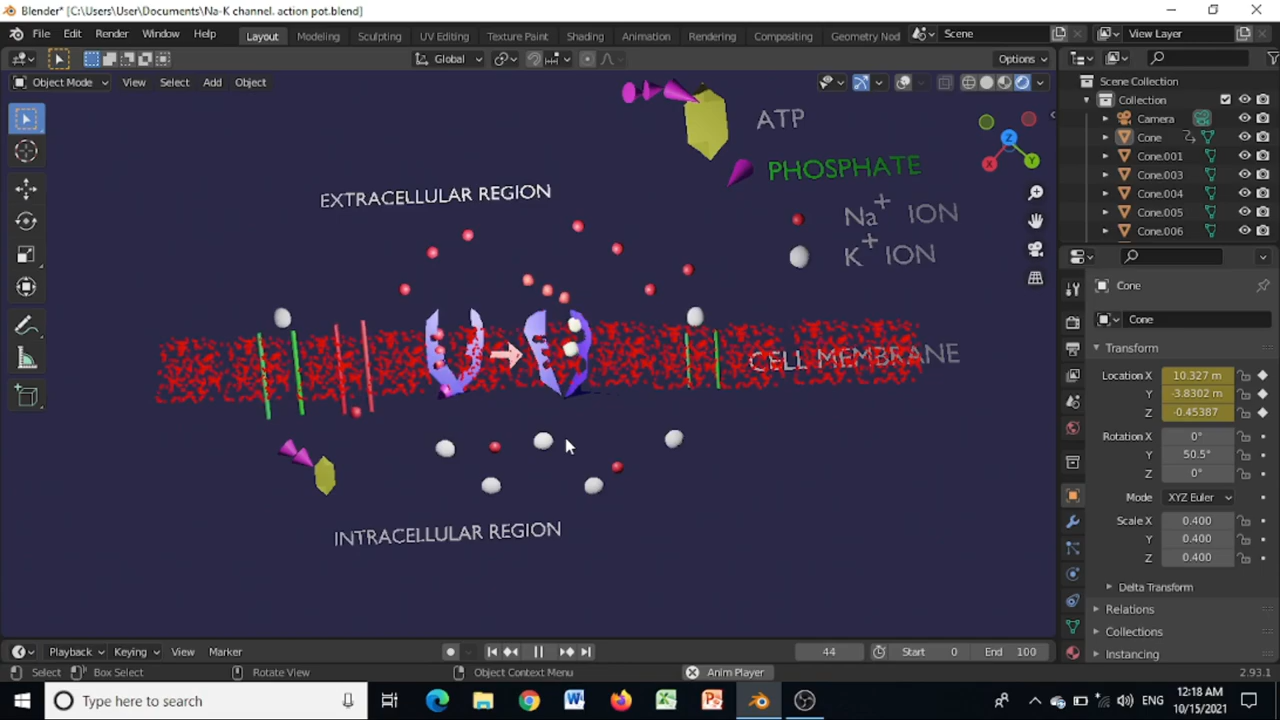 Blender* [C:\Users\User\Documents\Na-K channel. action pot.blend]
File Edit Render Window Help Layout Modeling Sculpting UV Editing Texture Paint Shading Animation Rendering Compositing Geometry Nod Scene View Layer
Global Options
Object Mode View Select Add Object
Scene Collection
Collection
Camera
Cone
Cone.001
Cone.003
Cone.004
Cone.005
Cone.006
ATP
PHOSPHATE
Na+ ION
K+ ION
EXTRACELLULAR REGION
CELL MEMBRANE
INTRACELLULAR REGION
X
Y
Z
Cone
Cone
Transform
Location X 10.327 m
Y -3.8302 m
Z -0.45387
Rotation X 0°
Y 50.5°
Z 0°
Mode XYZ Euler
Scale X 0.400
Y 0.400
Z 0.400
Delta Transform
Relations
Collections
Instancing
Playback Keying View Marker 44 Start 0 End 100
Select Box Select Rotate View Object Context Menu Anim Player 2.93.1
Type here to search
ENG
12:18 AM
10/15/2021